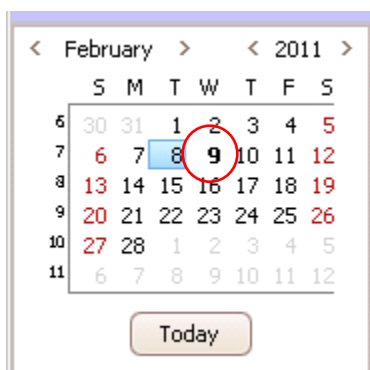 < February > < 2011 >
S M T W T F S
6 30 31 1 2 3 4 5
7 6 7 8 9 10 11 12
8 13 14 15 16 17 18 19
9 20 21 22 23 24 25 26
10 27 28 1 2 3 4 5
11 6 7 8 9 10 11 12
Today